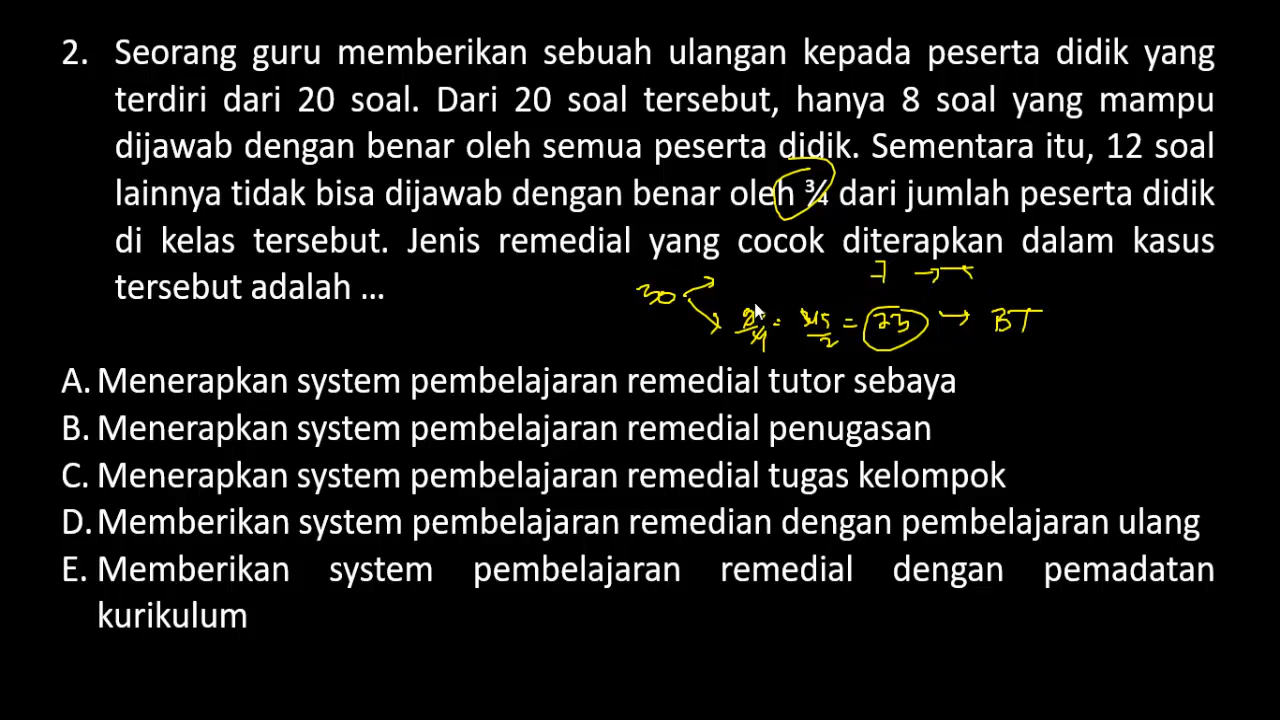 2. Seorang guru memberikan sebuah ulangan kepada peserta didik yang
terdiri dari 20 soal. Dari 20 soal tersebut, hanya 8 soal yang mampu
dijawab dengan benar oleh semua peserta didik. Sementara itu, 12 soal
lainnya tidak bisa dijawab dengan benar oleh ¾ dari jumlah peserta didik
di kelas tersebut. Jenis remedial yang cocok diterapkan dalam kasus
tersebut adalah ...
7
30
= 23 → BT
A. Menerapkan system pembelajaran remedial tutor sebaya
B. Menerapkan system pembelajaran remedial penugasan
C. Menerapkan system pembelajaran remedial tugas kelompok
D. Memberikan system pembelajaran remedian dengan pembelajaran ulang
E. Memberikan system pembelajaran remedial dengan pemadatan
kurikulum